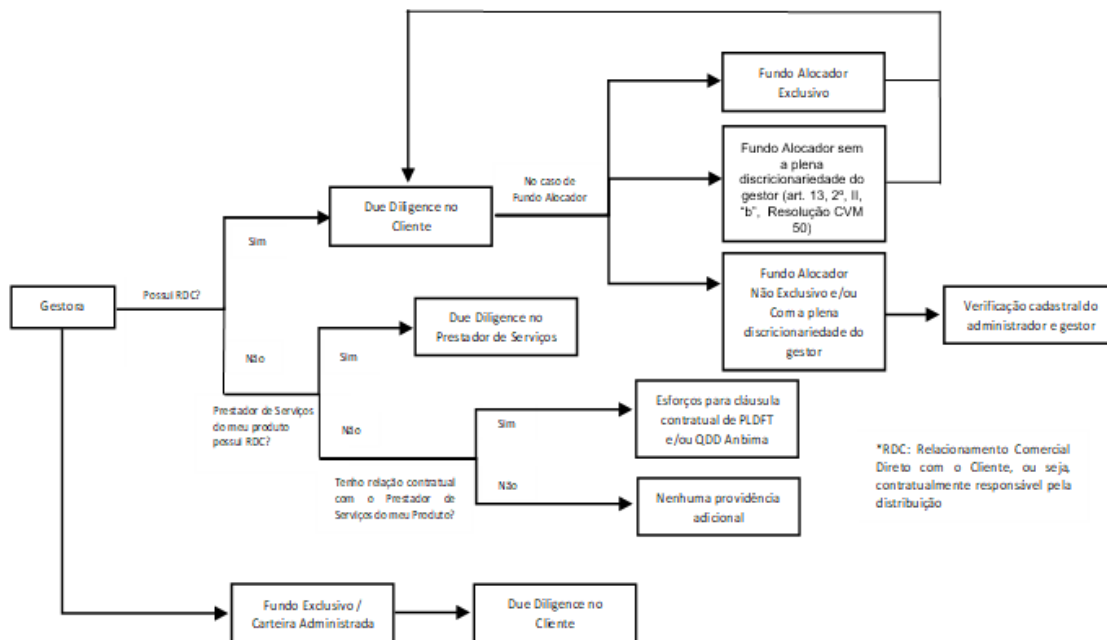 Fundo Alocador
Exclusivo
Fundo Alocador sem
a plena
discricionariedade do
gestor (art. 13, 2º, II,
"b", Resolução CVM
50)
No caso de
Fundo Alocador
Due Diligence no
Cliente
Sim
Fundo Alocador
Não Exclusivo e/ou
Com a plena
discricionariedade do
gestor
Verificação cadastral do
administrador e gestor
Gestora
Possui RDC?
Due Diligence no
Prestador de Serviços
Não
Sim
Prestador de Serviços
do meu produto
possui RDC?
Não
Esforços para cláusula
contratual de PLDFT
e/ou QDD Anbima
Sim
*RDC: Relacionamento Comercial
Direto com o Cliente, ou seja,
contratualmente responsável pela
distribuição
Tenho relação contratual
com o Prestador de
Serviços do meu Produto?
Não
Nenhuma providência
adicional
Fundo Exclusivo /
Carteira Administrada
Due Diligence no
Cliente